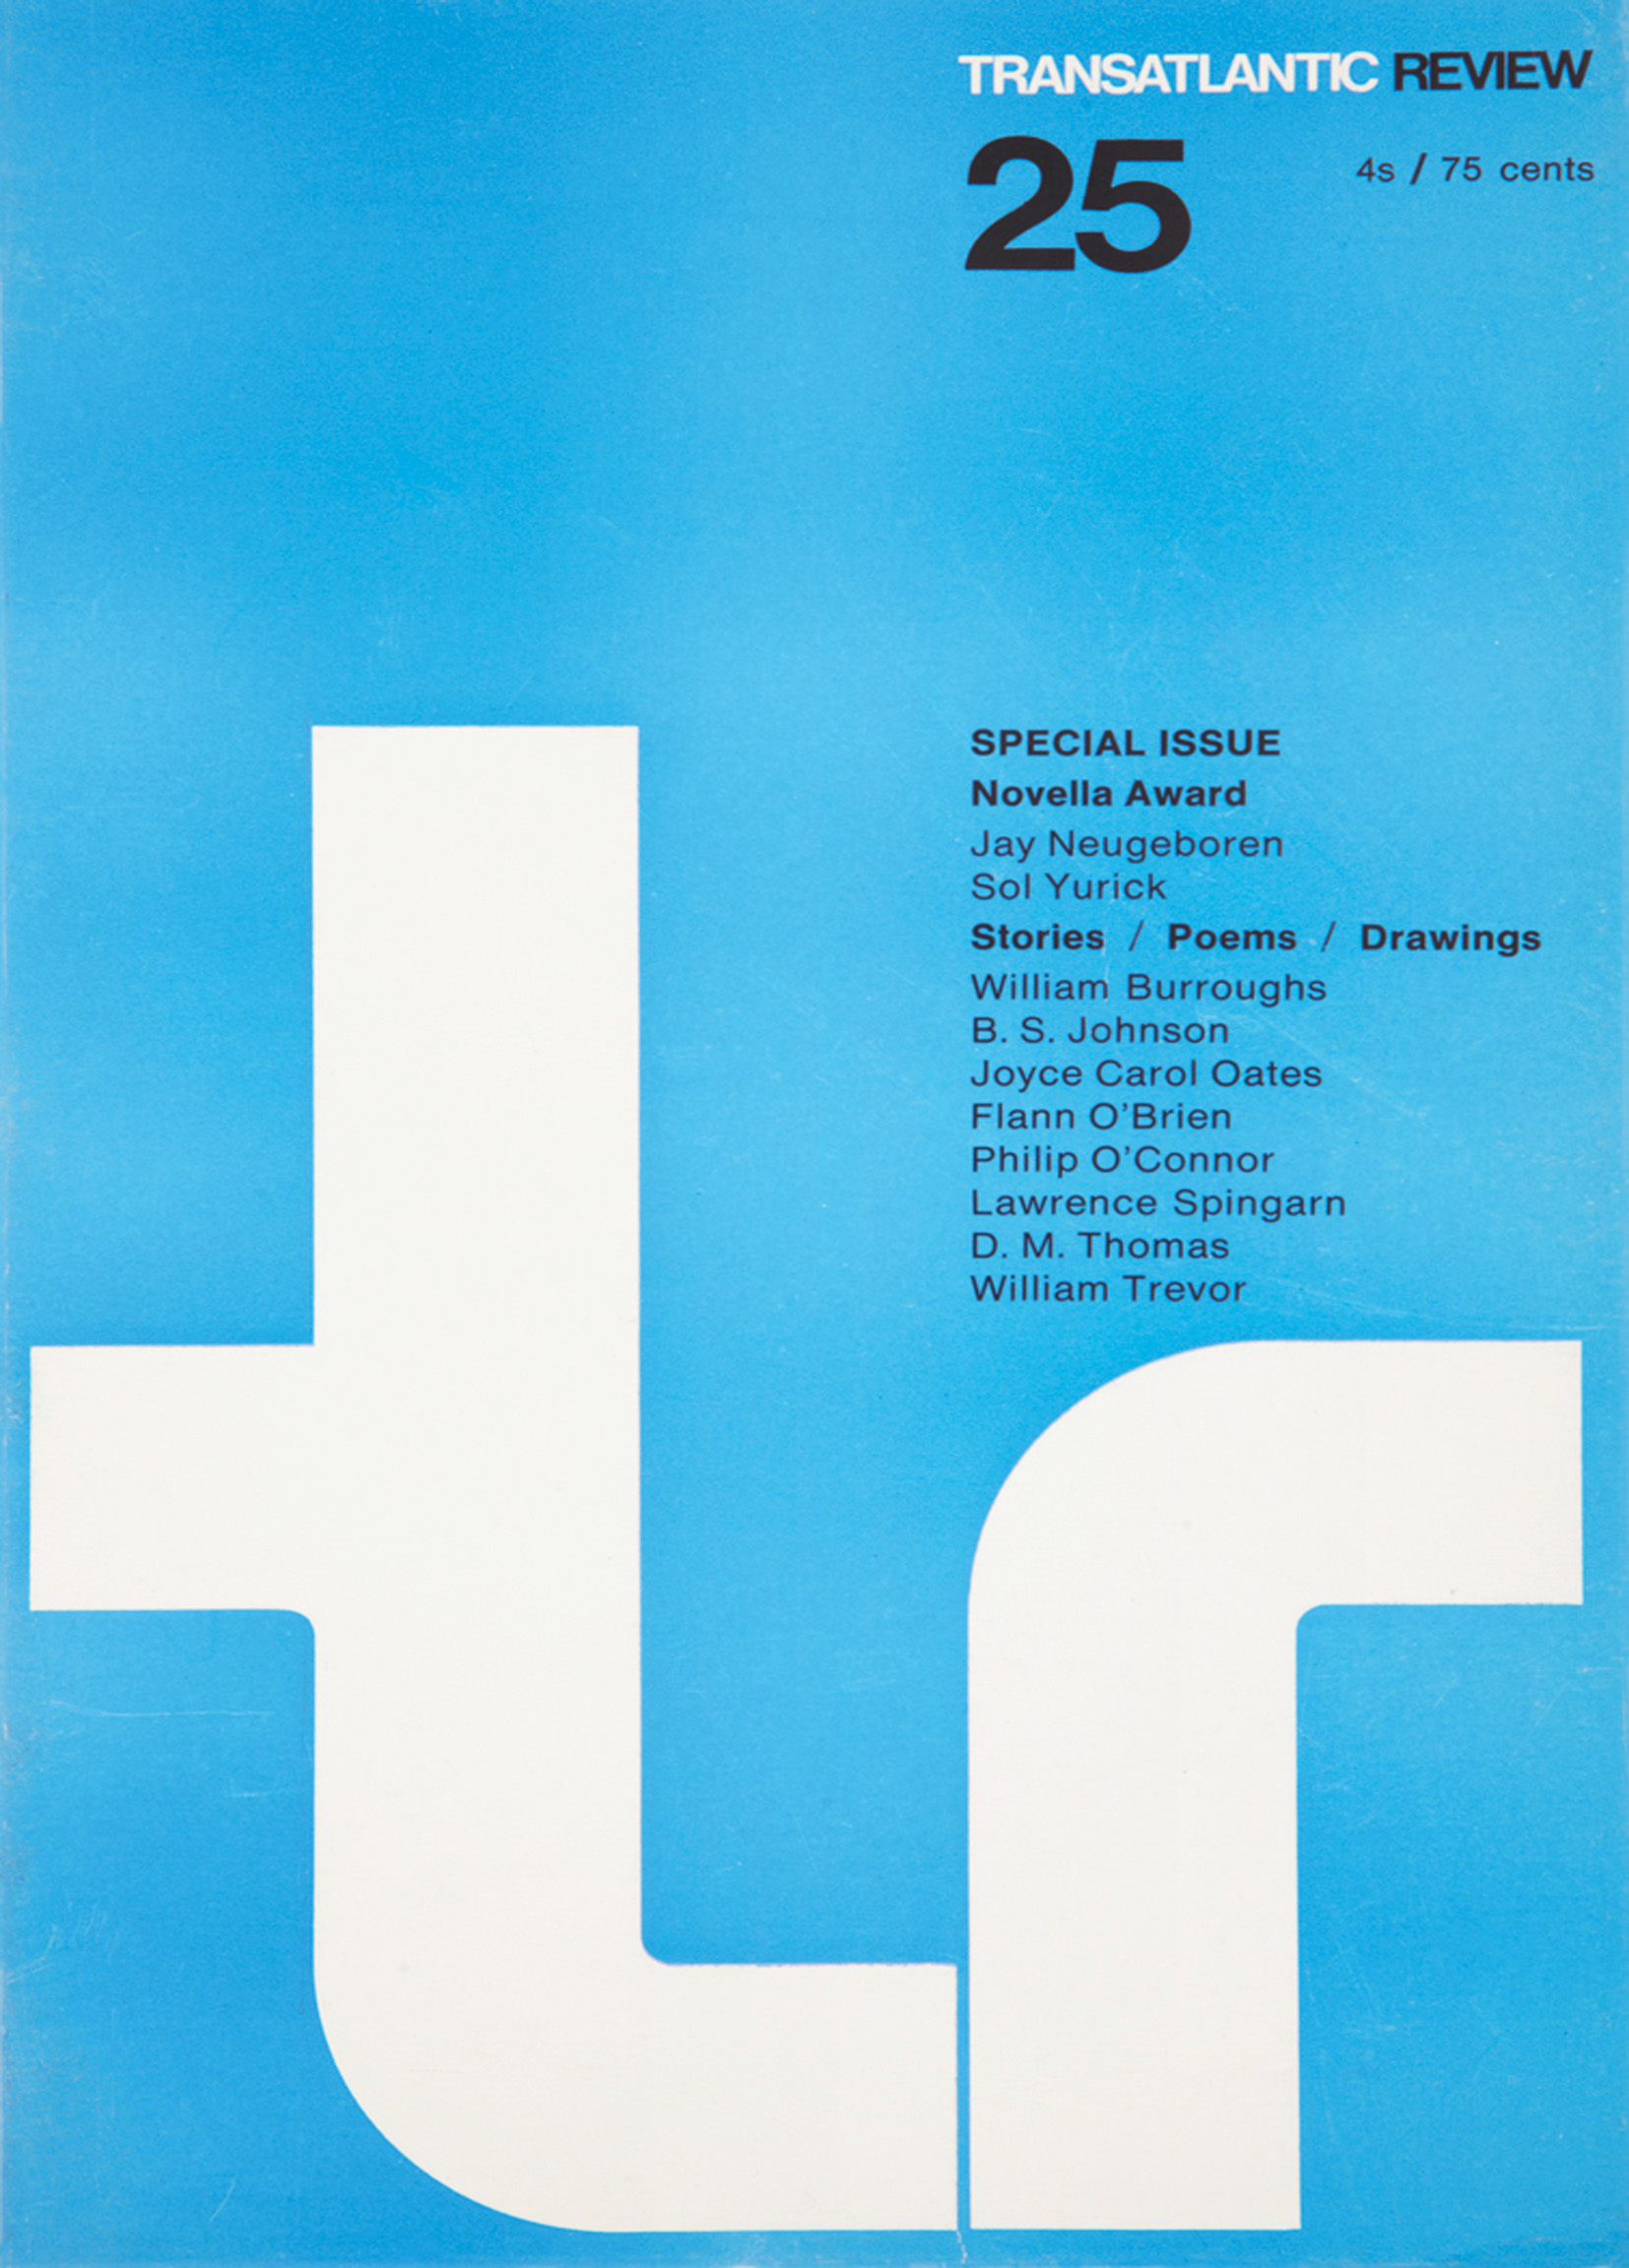 TRANSATLANTIC REVIEW
25
4s / 75 cents
SPECIAL ISSUE
Novella Award
Jay Neugeboren
Sol Yurick
Stories / Poems / Drawings
William Burroughs
B. S. Johnson
Joyce Carol Oates
Flann O’Brien
Philip O’Connor
Lawrence Spingarn
D. M. Thomas
William Trevor
tr